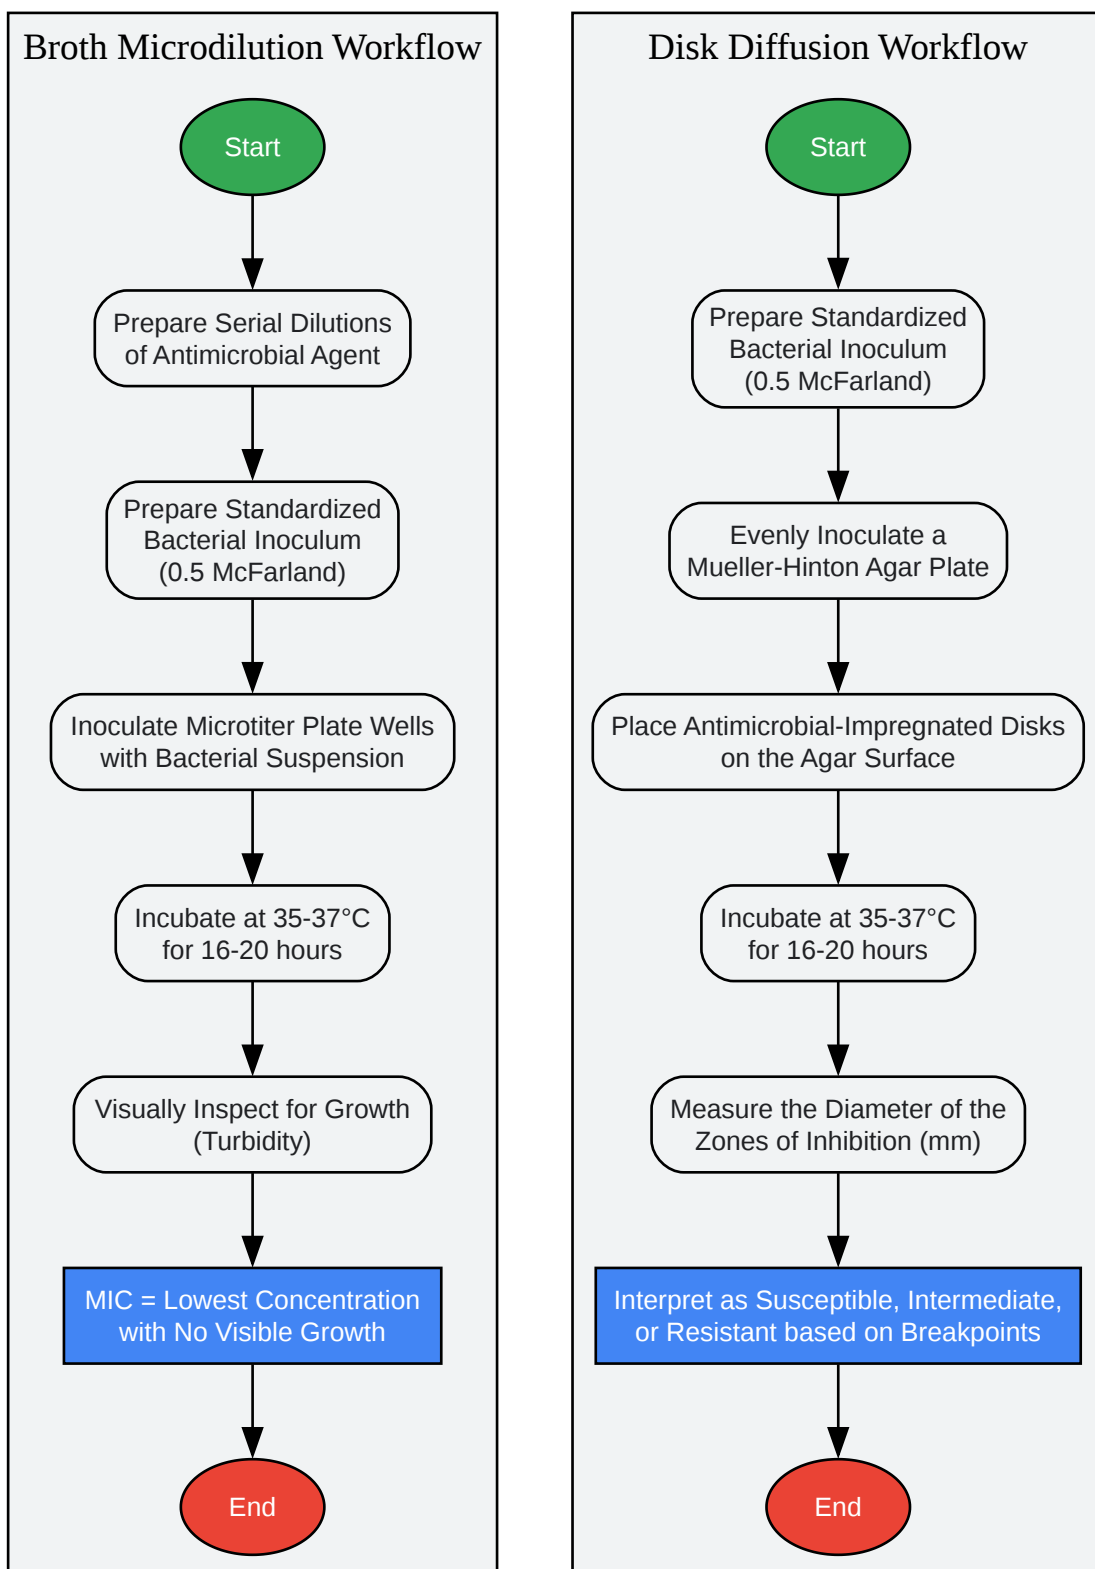 Broth Microdilution Workflow
Start
Prepare Serial Dilutions
of Antimicrobial Agent
Prepare Standardized
Bacterial Inoculum
(0.5 McFarland)
Inoculate Microtiter Plate Wells
with Bacterial Suspension
Incubate at 35-37°C
for 16-20 hours
Visually Inspect for Growth
(Turbidity)
MIC = Lowest Concentration
with No Visible Growth
End
Disk Diffusion Workflow
Start
Prepare Standardized
Bacterial Inoculum
(0.5 McFarland)
Evenly Inoculate a
Mueller-Hinton Agar Plate
Place Antimicrobial-Impregnated Disks
on the Agar Surface
Incubate at 35-37°C
for 16-20 hours
Measure the Diameter of the
Zones of Inhibition (mm)
Interpret as Susceptible, Intermediate,
or Resistant based on Breakpoints
End